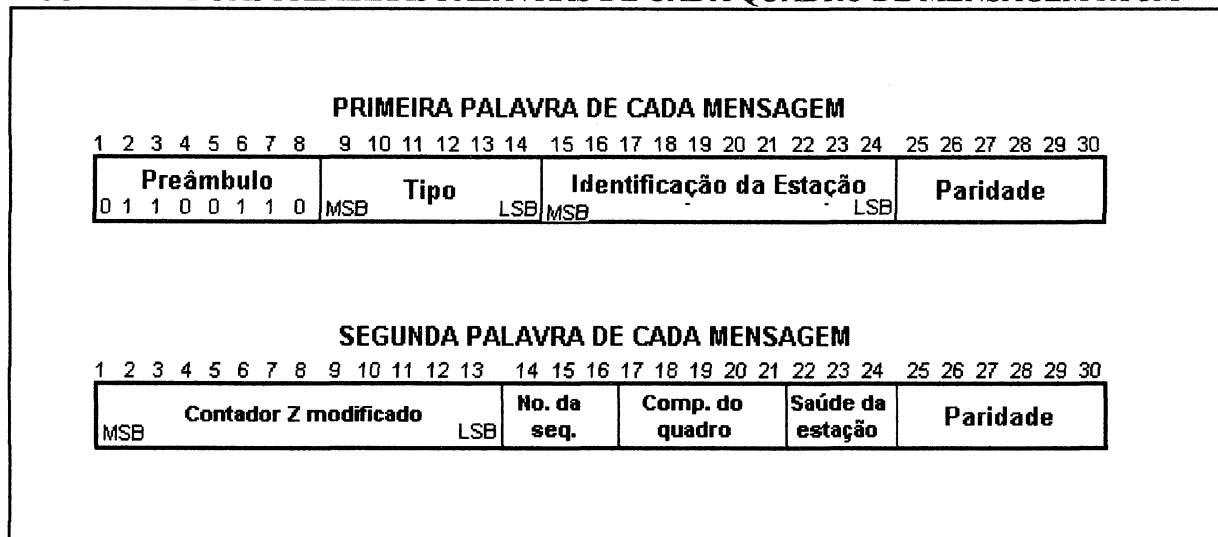 PRIMEIRA PALAVRA DE CADA MENSAGEM
1 2 3 4 5 6 7 8 9 10 11 12 13 14 15 16 17 18 19 20 21 22 23 24 25 26 27 28 29 30
Preâmbulo Tipo Identificação da Estação Paridade
0 1 1 0 0 1 1 0 MSB LSB MSB LSB
SEGUNDA PALAVRA DE CADA MENSAGEM
1 2 3 4 5 6 7 8 9 10 11 12 13 14 15 16 17 18 19 20 21 22 23 24 25 26 27 28 29 30
Contador Z modificado No. da seq. Comp. do quadro Saúde da estação Paridade
MSB LSB